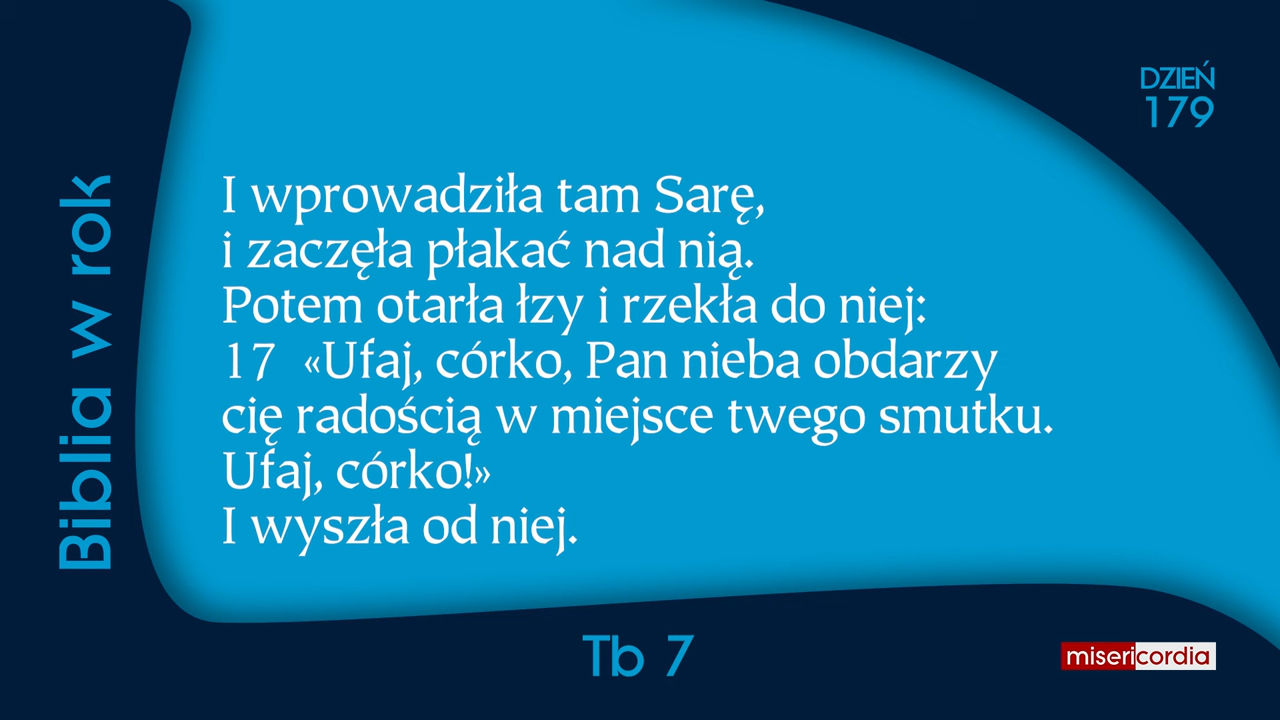 DZIEŃ
179
Biblia w rok
I wprowadziła tam Sarę,
i zaczęła płakać nad nią.
Potem otarła łzy i rzekła do niej:
17 «Ufaj, córko, Pan nieba obdarzy
cię radością w miejsce twego smutku.
Ufaj, córko!»
I wyszła od niej.
Tb 7
misericordia